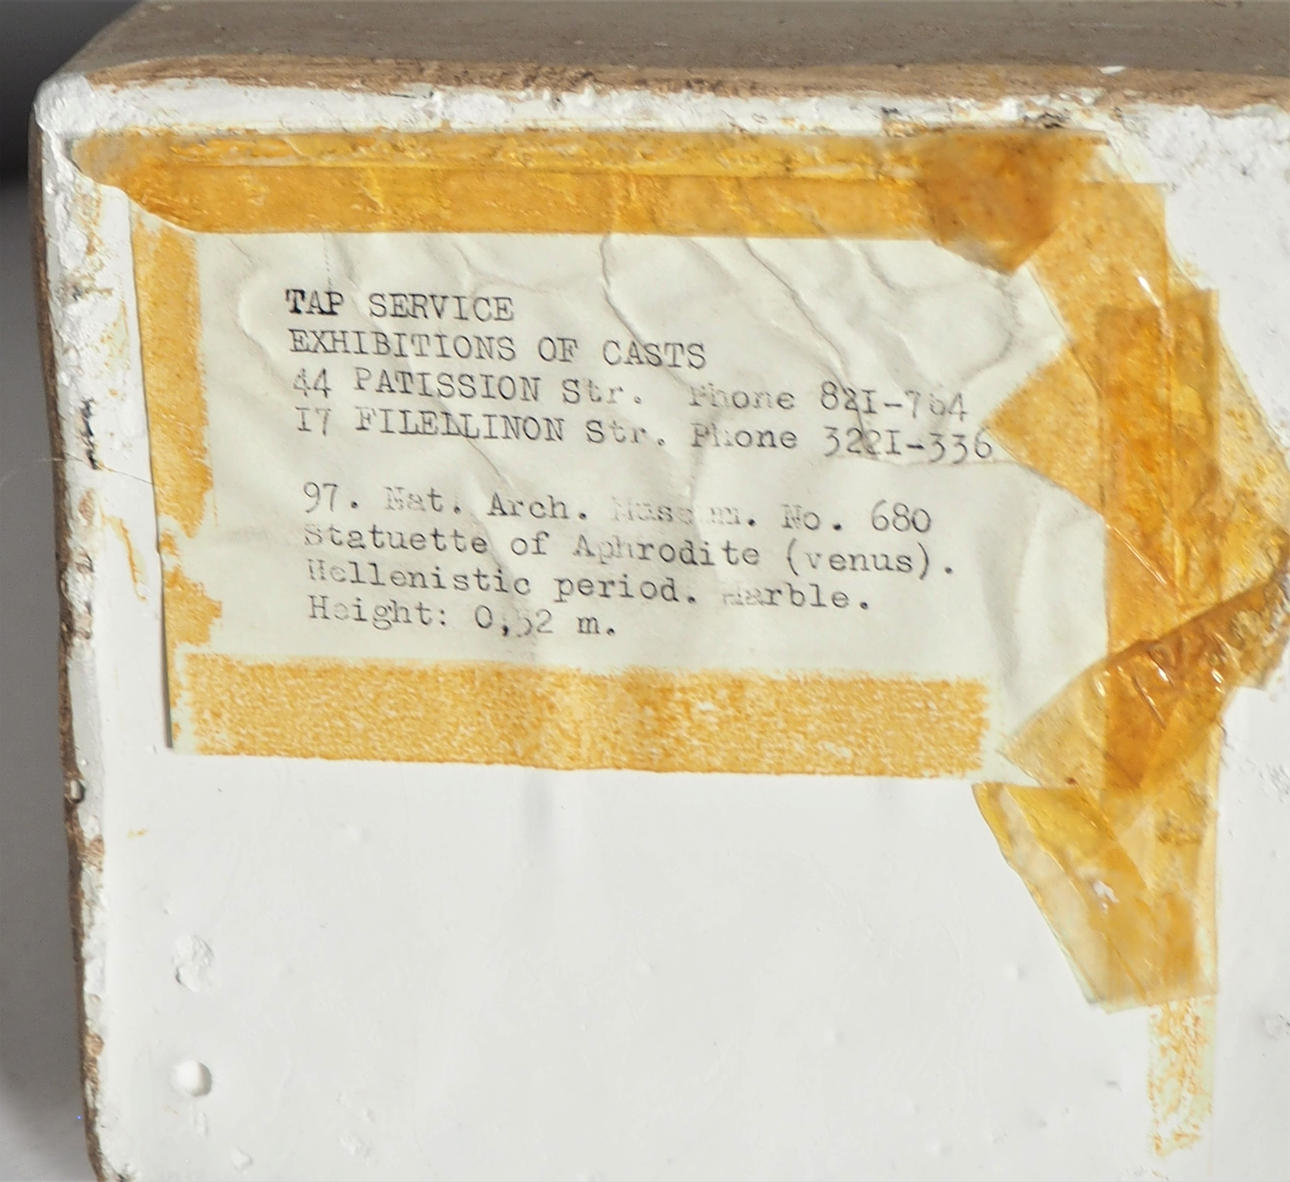 TAP SERVICE
EXHIBITIONS OF CASTS
44 PATISSION Str. Phone 821-764
I7 FILELLINON Str. Phone 3221-336
97. Nat. Arch. Museum. No. 680
Statuette of Aphrodite (venus).
Hellenistic period. Marble.
Height: 0,52 m.